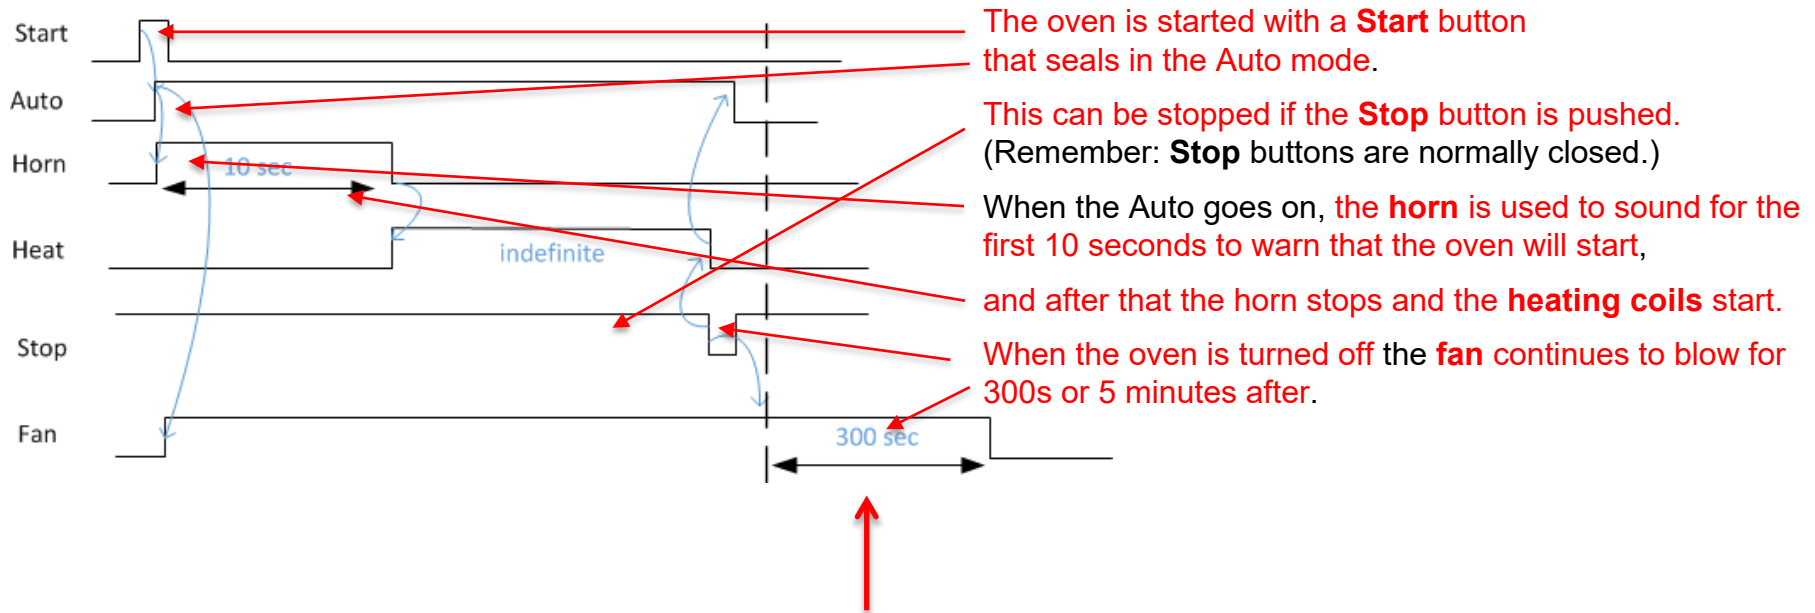 Start
Auto
Horn
10 sec
Heat
indefinite
Stop
Fan
300 sec
The oven is started with a Start button
that seals in the Auto mode.
This can be stopped if the Stop button is pushed.
(Remember: Stop buttons are normally closed.)
When the Auto goes on, the horn is used to sound for the
first 10 seconds to warn that the oven will start,
and after that the horn stops and the heating coils start.
When the oven is turned off the fan continues to blow for
300s or 5 minutes after.